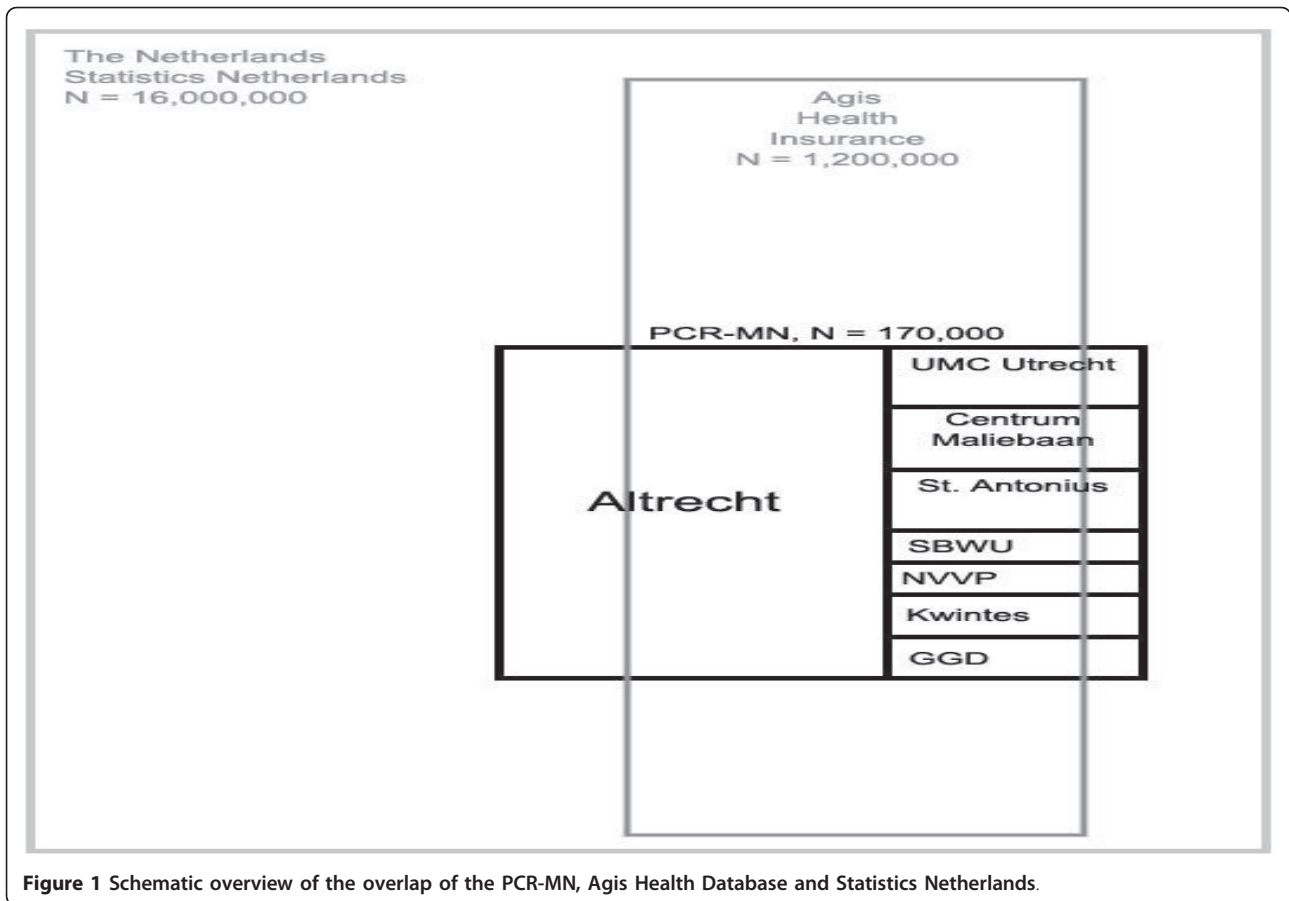 The Netherlands
Statistics Netherlands
N = 16,000,000
Agis
Health
Insurance
N = 1,200,000
PCR-MN, N = 170,000
Altrecht
UMC Utrecht
Centrum
Maliebaan
St. Antonius
SBWU
NVVP
Kwintes
GGD
Figure 1 Schematic overview of the overlap of the PCR-MN, Agis Health Database and Statistics Netherlands.